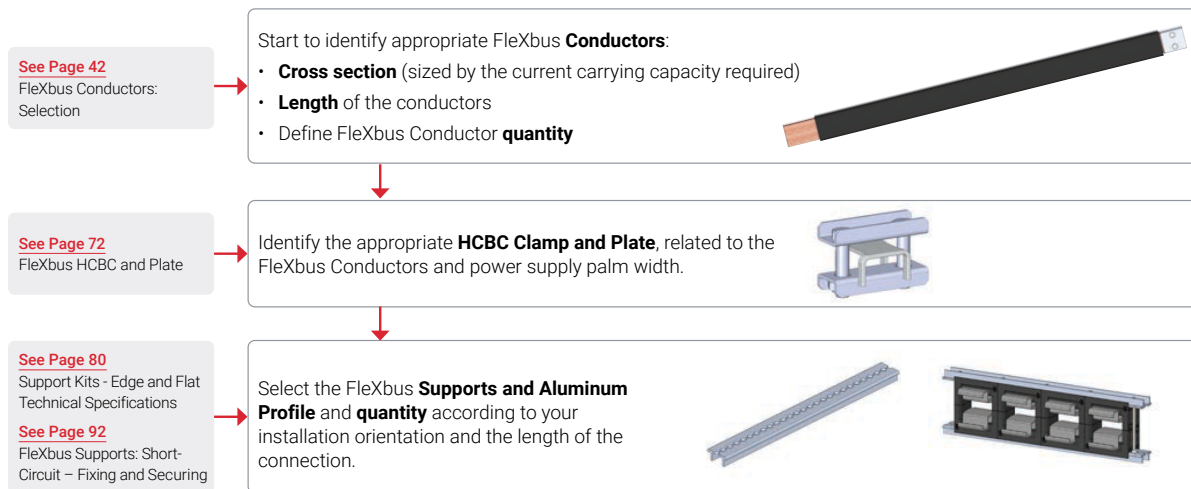 See Page 42
FleXbus Conductors:
Selection
Start to identify appropriate FleXbus Conductors:
• Cross section (sized by the current carrying capacity required)
• Length of the conductors
• Define FleXbus Conductor quantity
See Page 72
FleXbus HCBC and Plate
Identify the appropriate HCBC Clamp and Plate, related to the
FleXbus Conductors and power supply palm width.
See Page 80
Support Kits - Edge and Flat
Technical Specifications
See Page 92
FleXbus Supports: Short-
Circuit – Fixing and Securing
Select the FleXbus Supports and Aluminum
Profile and quantity according to your
installation orientation and the length of the
connection.